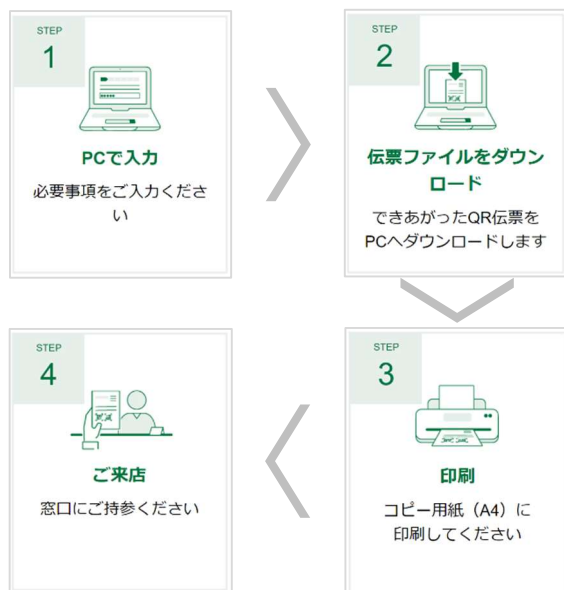 STEP
1
PCで入力
必要事項をご入力くださ
い
STEP
2
伝票ファイルをダウン
ロード
できあがったQR伝票を
PCへダウンロードします
STEP
3
印刷
コピー用紙（A4）に
印刷してください
STEP
4
ご来店
窓口にご持参ください